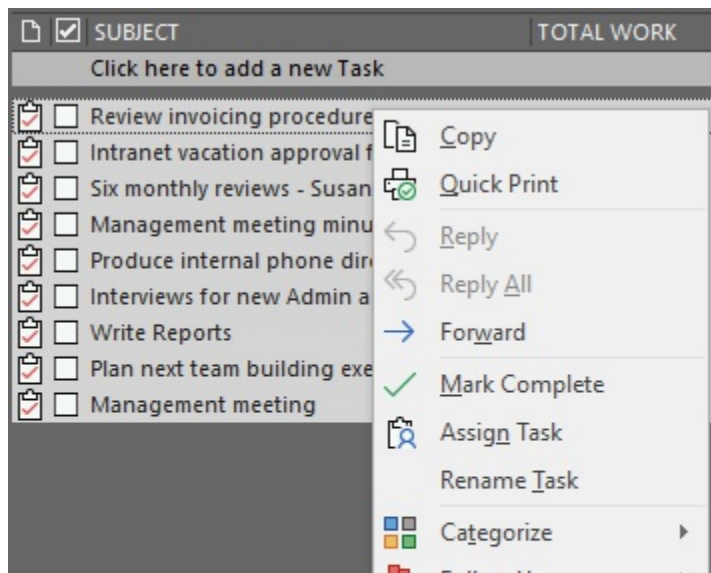 SUBJECT TOTAL WORK
Click here to add a new Task
Review invoicing procedure
Intranet vacation approval f
Six monthly reviews - Susan
Management meeting minu
Produce internal phone dire
Interviews for new Admin a
Write Reports
Plan next team building exe
Management meeting
Copy
Quick Print
Reply
Reply All
Forward
Mark Complete
Assign Task
Rename Task
Categorize